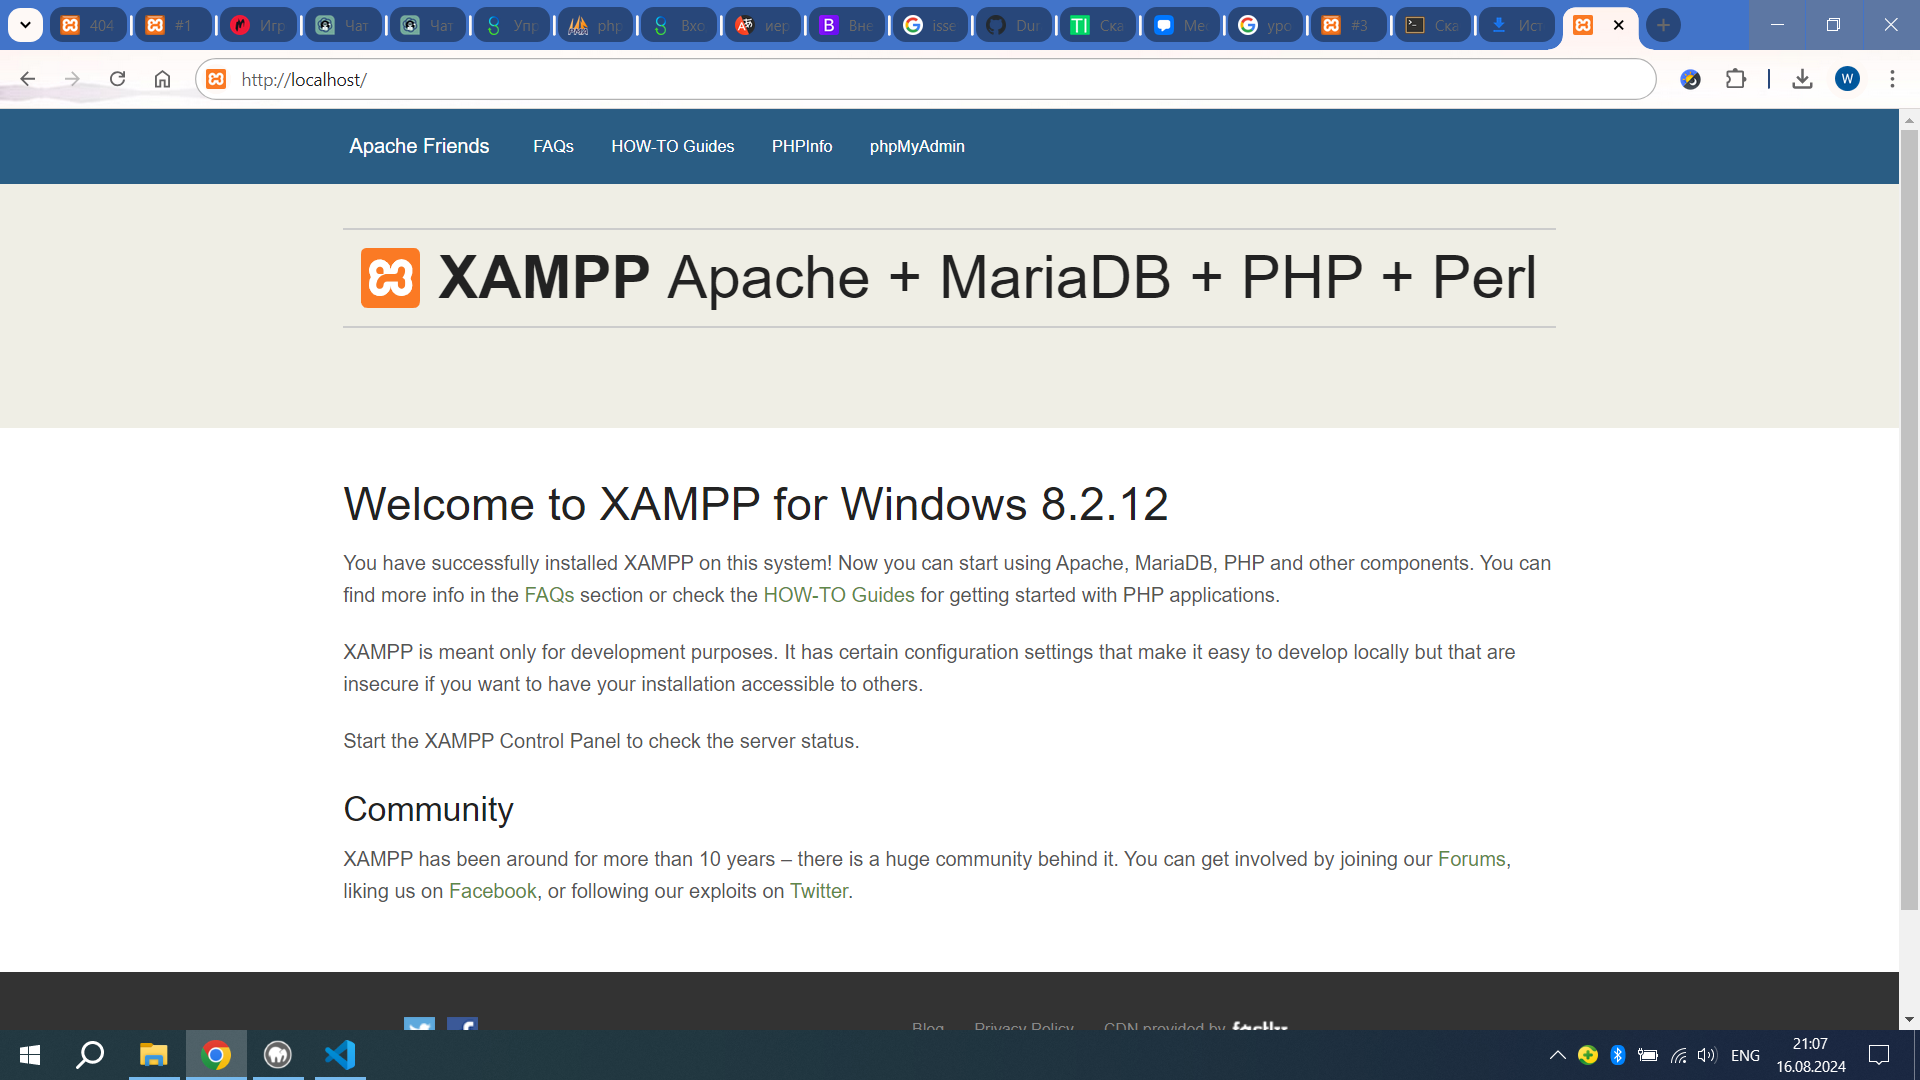 404
#1
Игр
Чат
Чат
Упр
php
Вхо
иер
Вне
isse
Dur
Ска
Мес
уро
#3
Ска
Ист
http://localhost/
W
Apache Friends
FAQs
HOW-TO Guides
PHPInfo
phpMyAdmin
XAMPP Apache + MariaDB + PHP + Perl
Welcome to XAMPP for Windows 8.2.12
You have successfully installed XAMPP on this system! Now you can start using Apache, MariaDB, PHP and other components. You can
find more info in the FAQs section or check the HOW-TO Guides for getting started with PHP applications.
XAMPP is meant only for development purposes. It has certain configuration settings that make it easy to develop locally but that are
insecure if you want to have your installation accessible to others.
Start the XAMPP Control Panel to check the server status.
Community
XAMPP has been around for more than 10 years – there is a huge community behind it. You can get involved by joining our Forums,
liking us on Facebook, or following our exploits on Twitter.
Blog
Privacy Policy
CDN provided by
fastly
ENG
21:07
16.08.2024